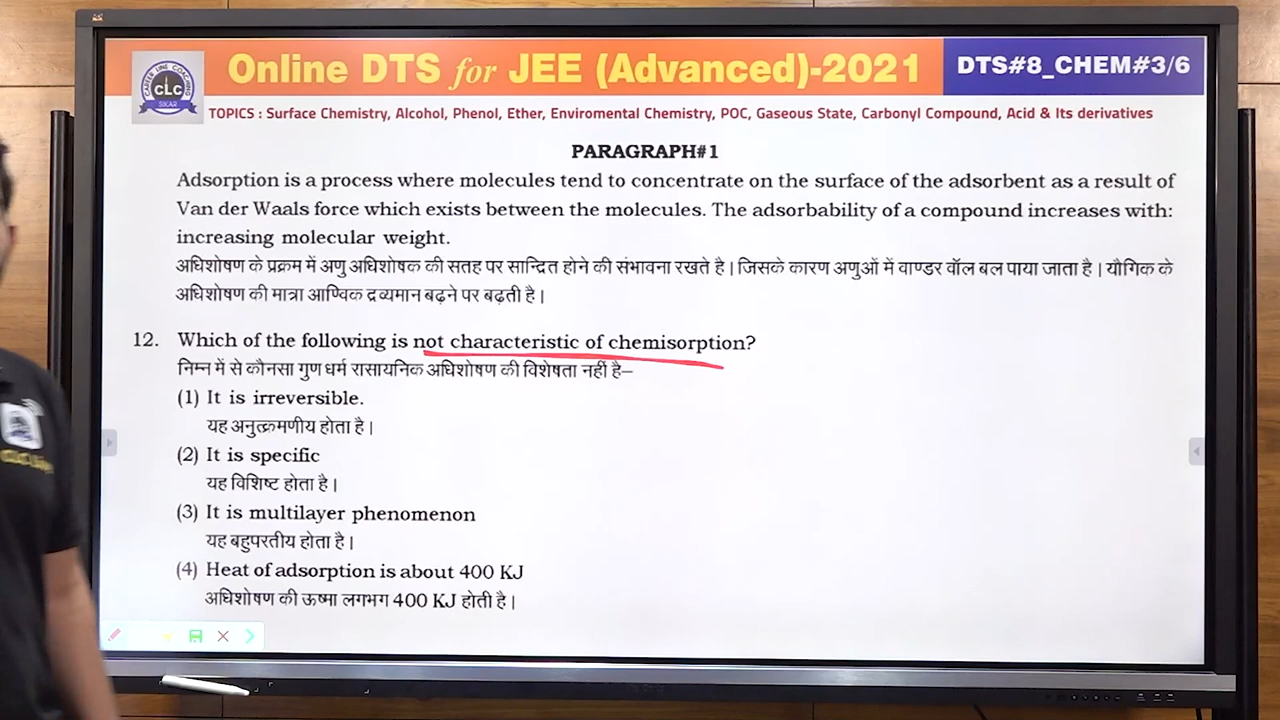 Online DTS for JEE (Advanced)-2021
DTS#8_CHEM#3/6
CAREER LINE COACHING
cLc
SIKAR
TOPICS : Surface Chemistry, Alcohol, Phenol, Ether, Enviromental Chemistry, POC, Gaseous State, Carbonyl Compound, Acid & Its derivatives
PARAGRAPH#1
Adsorption is a process where molecules tend to concentrate on the surface of the adsorbent as a result of
Van der Waals force which exists between the molecules. The adsorbability of a compound increases with:
increasing molecular weight.
अधिशोषण के प्रक्रम में अणु अधिशोषक की सतह पर सान्द्रित होने की संभावना रखते है। जिसके कारण अणुओं में वाण्डर वॉल बल पाया जाता है। यौगिक के
अधिशोषण की मात्रा आण्विक द्रव्यमान बढ़ने पर बढ़ती है।
12. Which of the following is not characteristic of chemisorption?
निम्न में से कौनसा गुण धर्म रासायनिक अधिशोषण की विशेषता नहीं है–
(1) It is irreversible.
यह अनुत्क्रमणीय होता है।
(2) It is specific
यह विशिष्ट होता है।
(3) It is multilayer phenomenon
यह बहुपरतीय होता है।
(4) Heat of adsorption is about 400 KJ
अधिशोषण की ऊष्मा लगभग 400 KJ होती है।